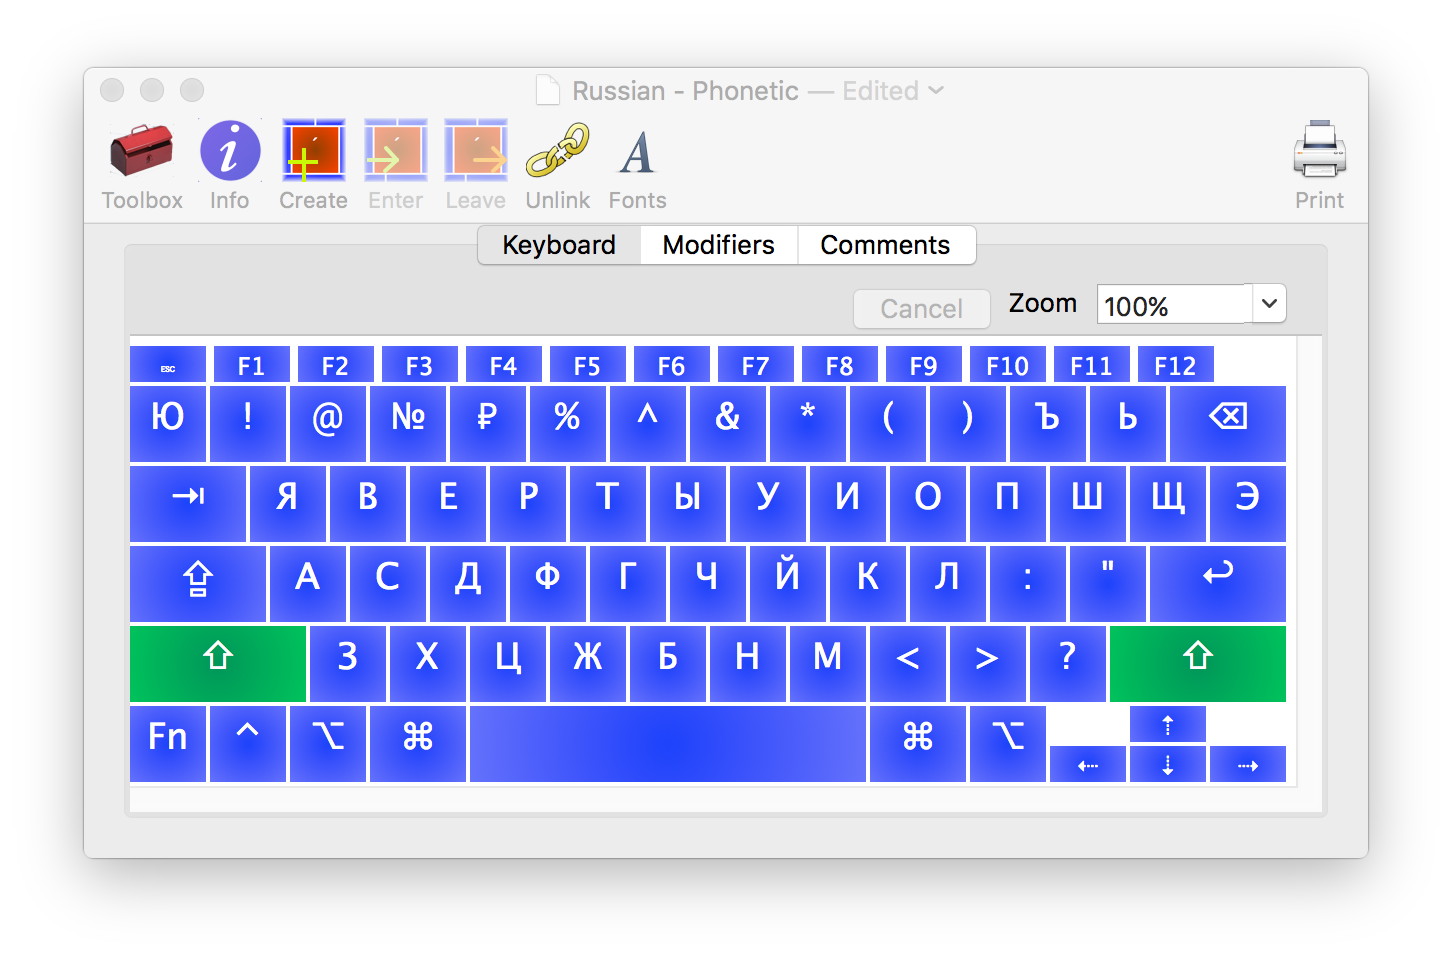 Russian - Phonetic — Edited
Toolbox Info Create Enter Leave Unlink Fonts Print
Keyboard Modifiers Comments
Cancel Zoom 100%
ESC F1 F2 F3 F4 F5 F6 F7 F8 F9 F10 F11 F12
Ю ! @ № ₽ % ^ & * ( ) Ъ Ь ⌫
⇥ Я В Е Р Т Ы У И О П Ш Щ Э
⇪ А С Д Ф Г Ч Й К Л : " ↩
⇧ З Х Ц Ж Б Н М < > ? ⇧
Fn ^ ⌥ ⌘ ⌘ ⌥ ⇠ ⇡ ⇣ ⇢